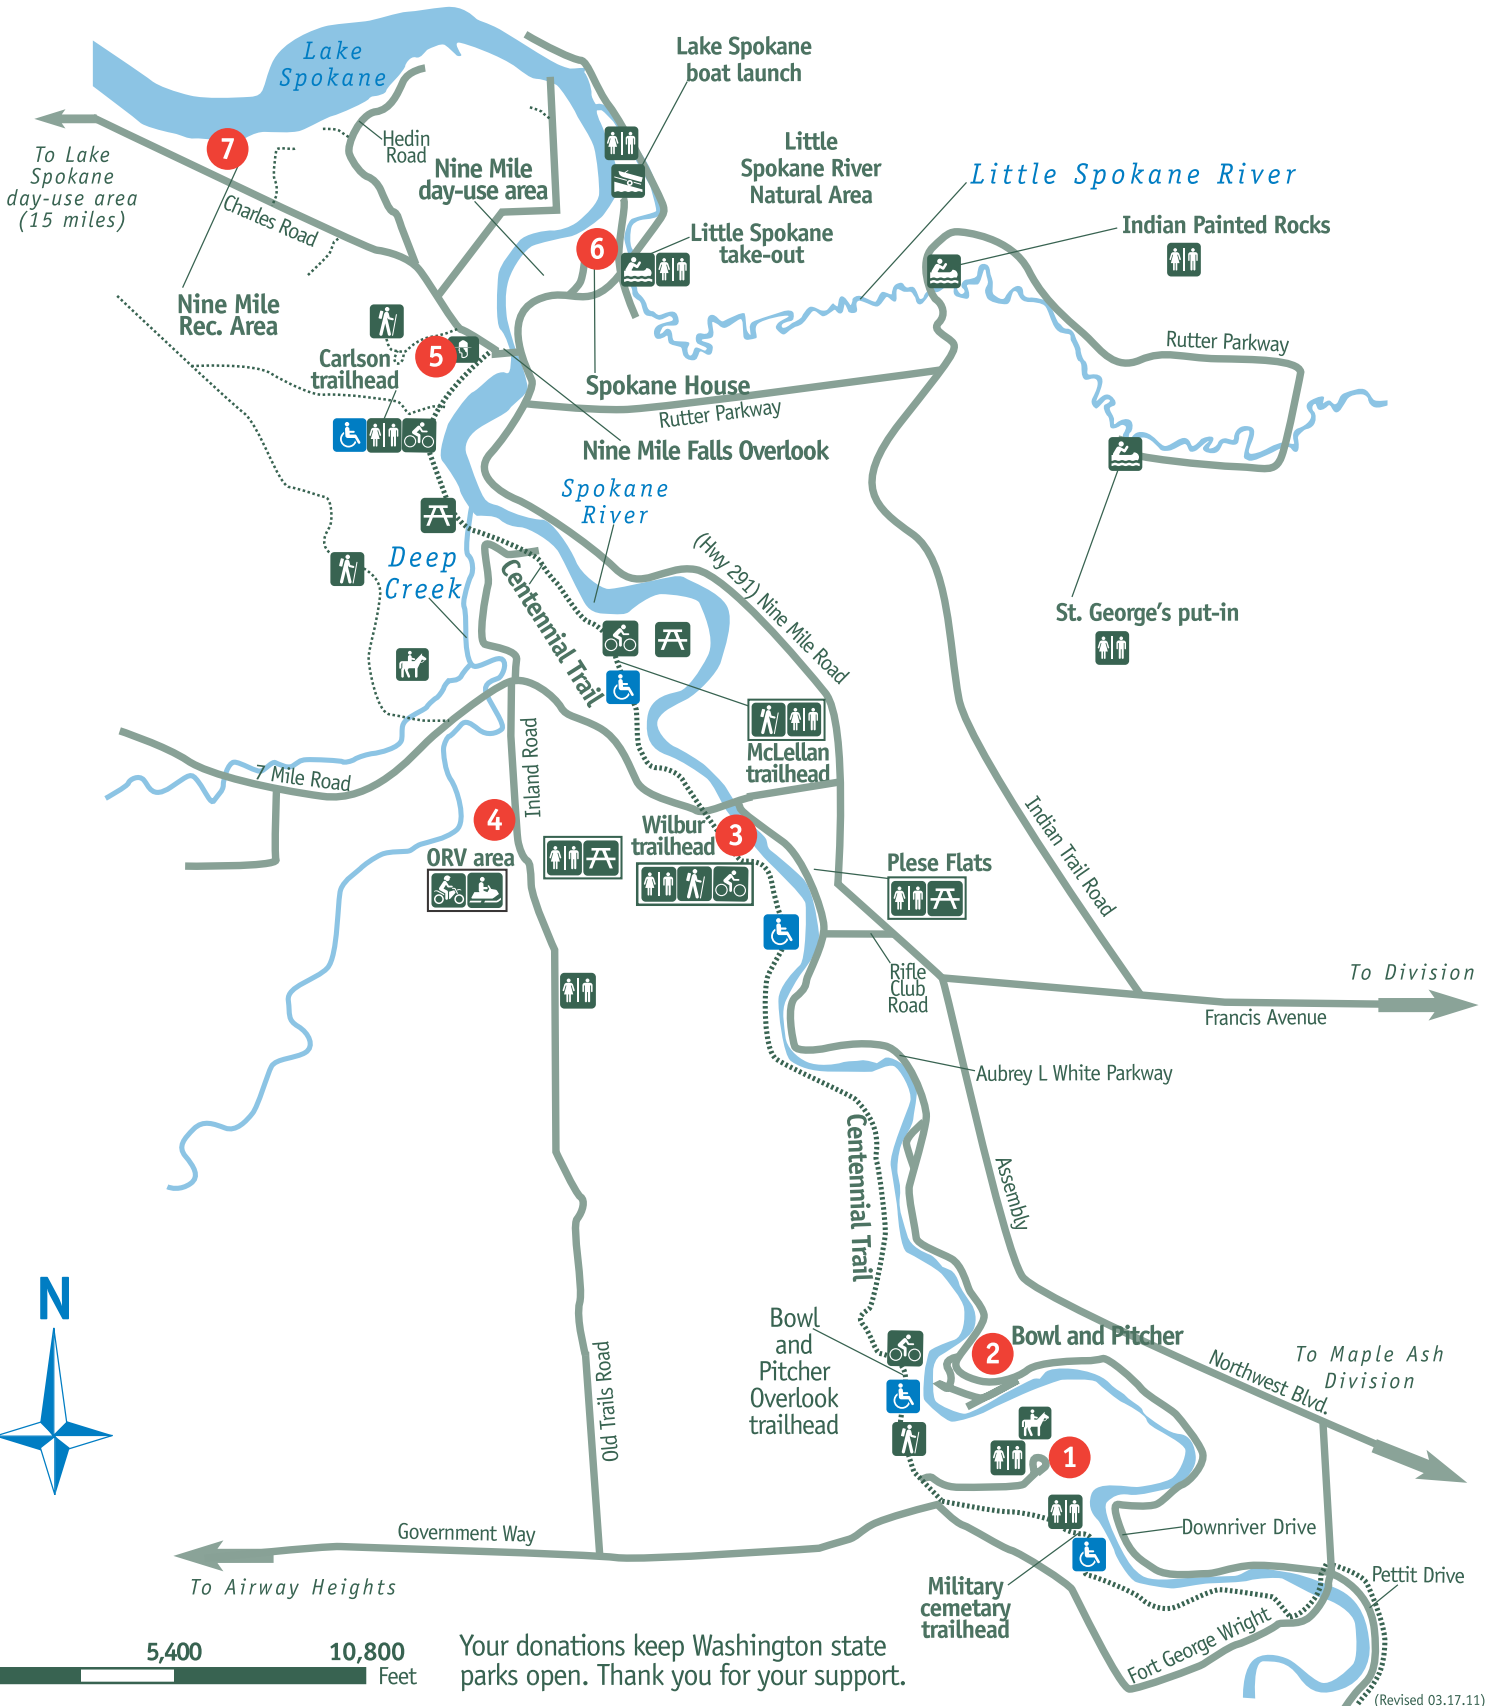 Lake
Spokane
Lake Spokane
boat launch
7
Hedin
Road
To Lake
Spokane
day-use area
(15 miles)
Charles Road
Nine Mile
day-use area
Little
Spokane River
Natural Area
Little Spokane River
Indian Painted Rocks
6
Little Spokane
take-out
Nine Mile
Rec. Area
Carlson
trailhead
5
Rutter Parkway
Spokane House
Rutter Parkway
Nine Mile Falls Overlook
Spokane
River
Deep
Creek
Centennial Trail
(Hwy 291) Nine Mile Road
St. George's put-in
McLellan
trailhead
7 Mile Road
Inland Road
4
ORV area
Wilbur
trailhead
3
Plese Flats
Indian Trail Road
Rifle
Club
Road
To Division
Francis Avenue
Aubrey L White Parkway
Centennial Trail
Assembly
N
Bowl
and
Pitcher
Overlook
trailhead
2
Bowl and Pitcher
Northwest Blvd.
To Maple Ash
Division
Old Trails Road
1
Government Way
To Airway Heights
Downriver Drive
Pettit Drive
Military
cemetary
trailhead
Fort George Wright
5,400
10,800
Feet
Your donations keep Washington state
parks open. Thank you for your support.
(Revised 03.17.11)